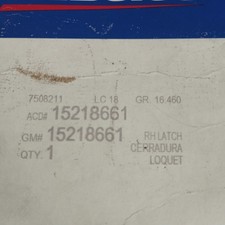 7508211 LC 18 GR. 16.460
ACD# 15218661
GM# 15218661
RH LATCH
QTY. 1
CERRADURA
LOQUET